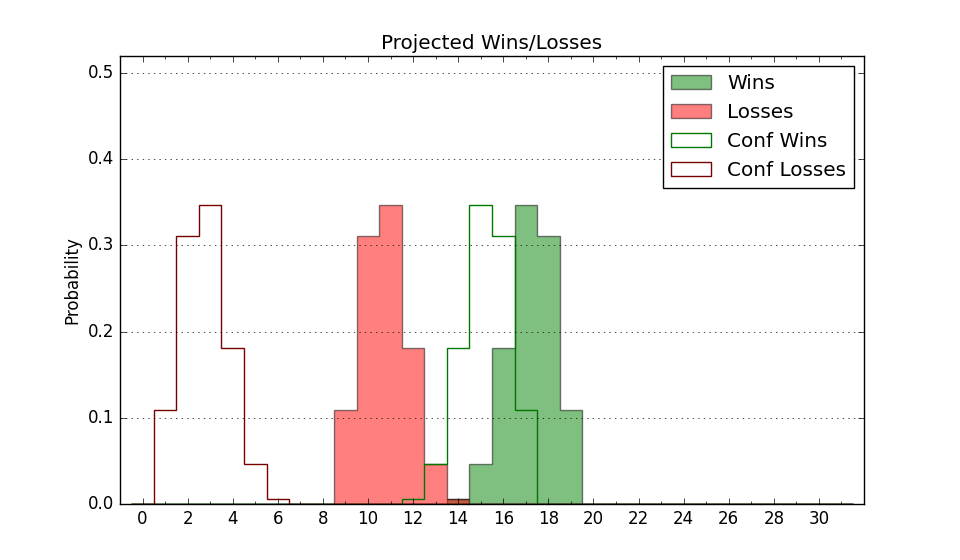 Projected Wins/Losses
Probability
0.5
0.4
0.3
0.2
0.1
0.0
0 2 4 6 8 10 12 14 16 18 20 22 24 26 28 30
Wins
Losses
Conf Wins
Conf Losses